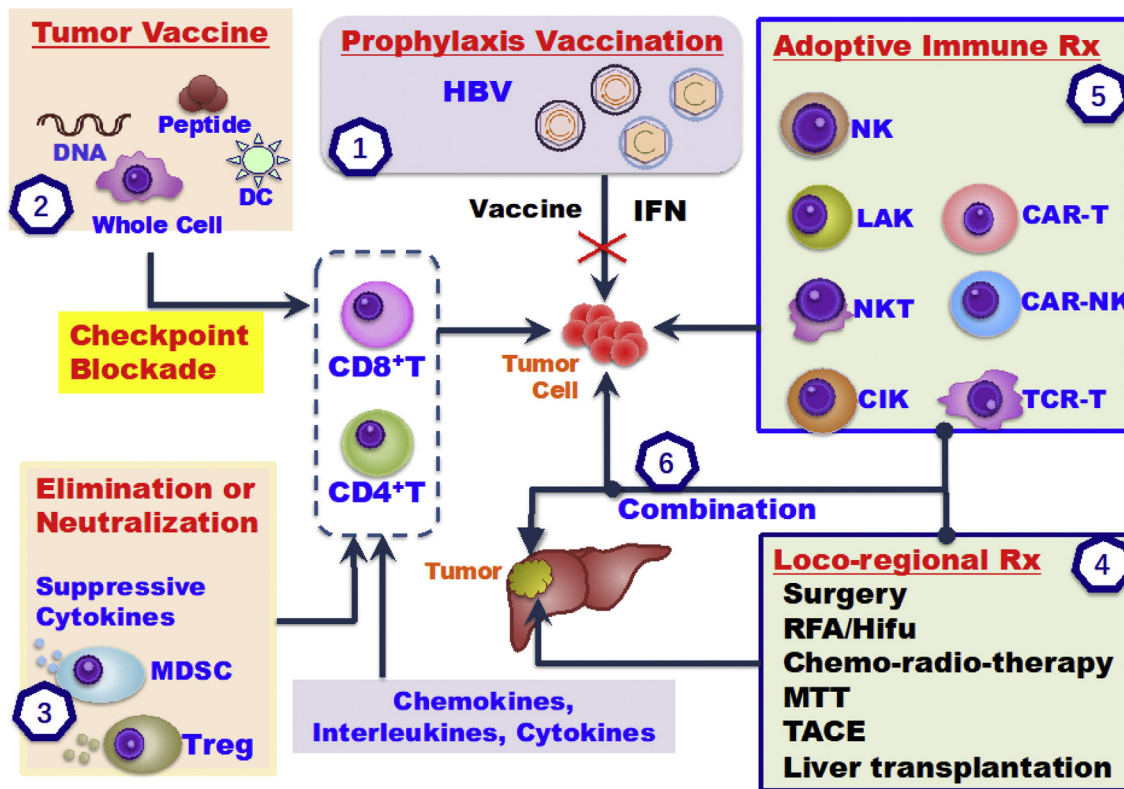 Tumor Vaccine
Peptide
DNA
DC
Whole Cell
2
Prophylaxis Vaccination
HBV
C
C
1
Vaccine
IFN
Adoptive Immune Rx
5
NK
LAK
CAR-T
NKT
CAR-NK
CIK
TCR-T
Checkpoint
Blockade
CD8+T
CD4+T
Tumor
Cell
6
Combination
Tumor
Elimination or
Neutralization
Suppressive
Cytokines
MDSC
3
Treg
Chemokines,
Interleukines, Cytokines
Loco-regional Rx
4
Surgery
RFA/Hifu
Chemo-radio-therapy
MTT
TACE
Liver transplantation